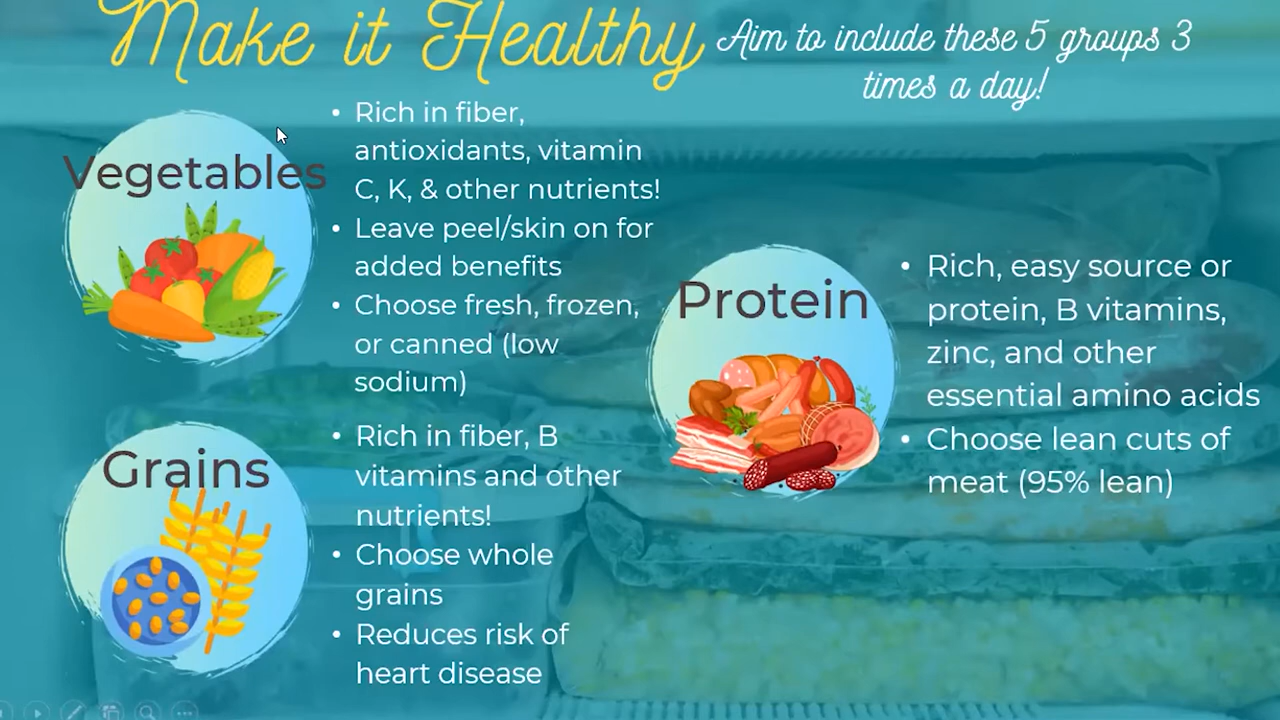 Make it Healthy
Aim to include these 5 groups 3
times a day!
Vegetables
• Rich in fiber,
antioxidants, vitamin
C, K, & other nutrients!
• Leave peel/skin on for
added benefits
• Choose fresh, frozen,
or canned (low
sodium)
Grains
• Rich in fiber, B
vitamins and other
nutrients!
• Choose whole
grains
• Reduces risk of
heart disease
Protein
• Rich, easy source or
protein, B vitamins,
zinc, and other
essential amino acids
• Choose lean cuts of
meat (95% lean)